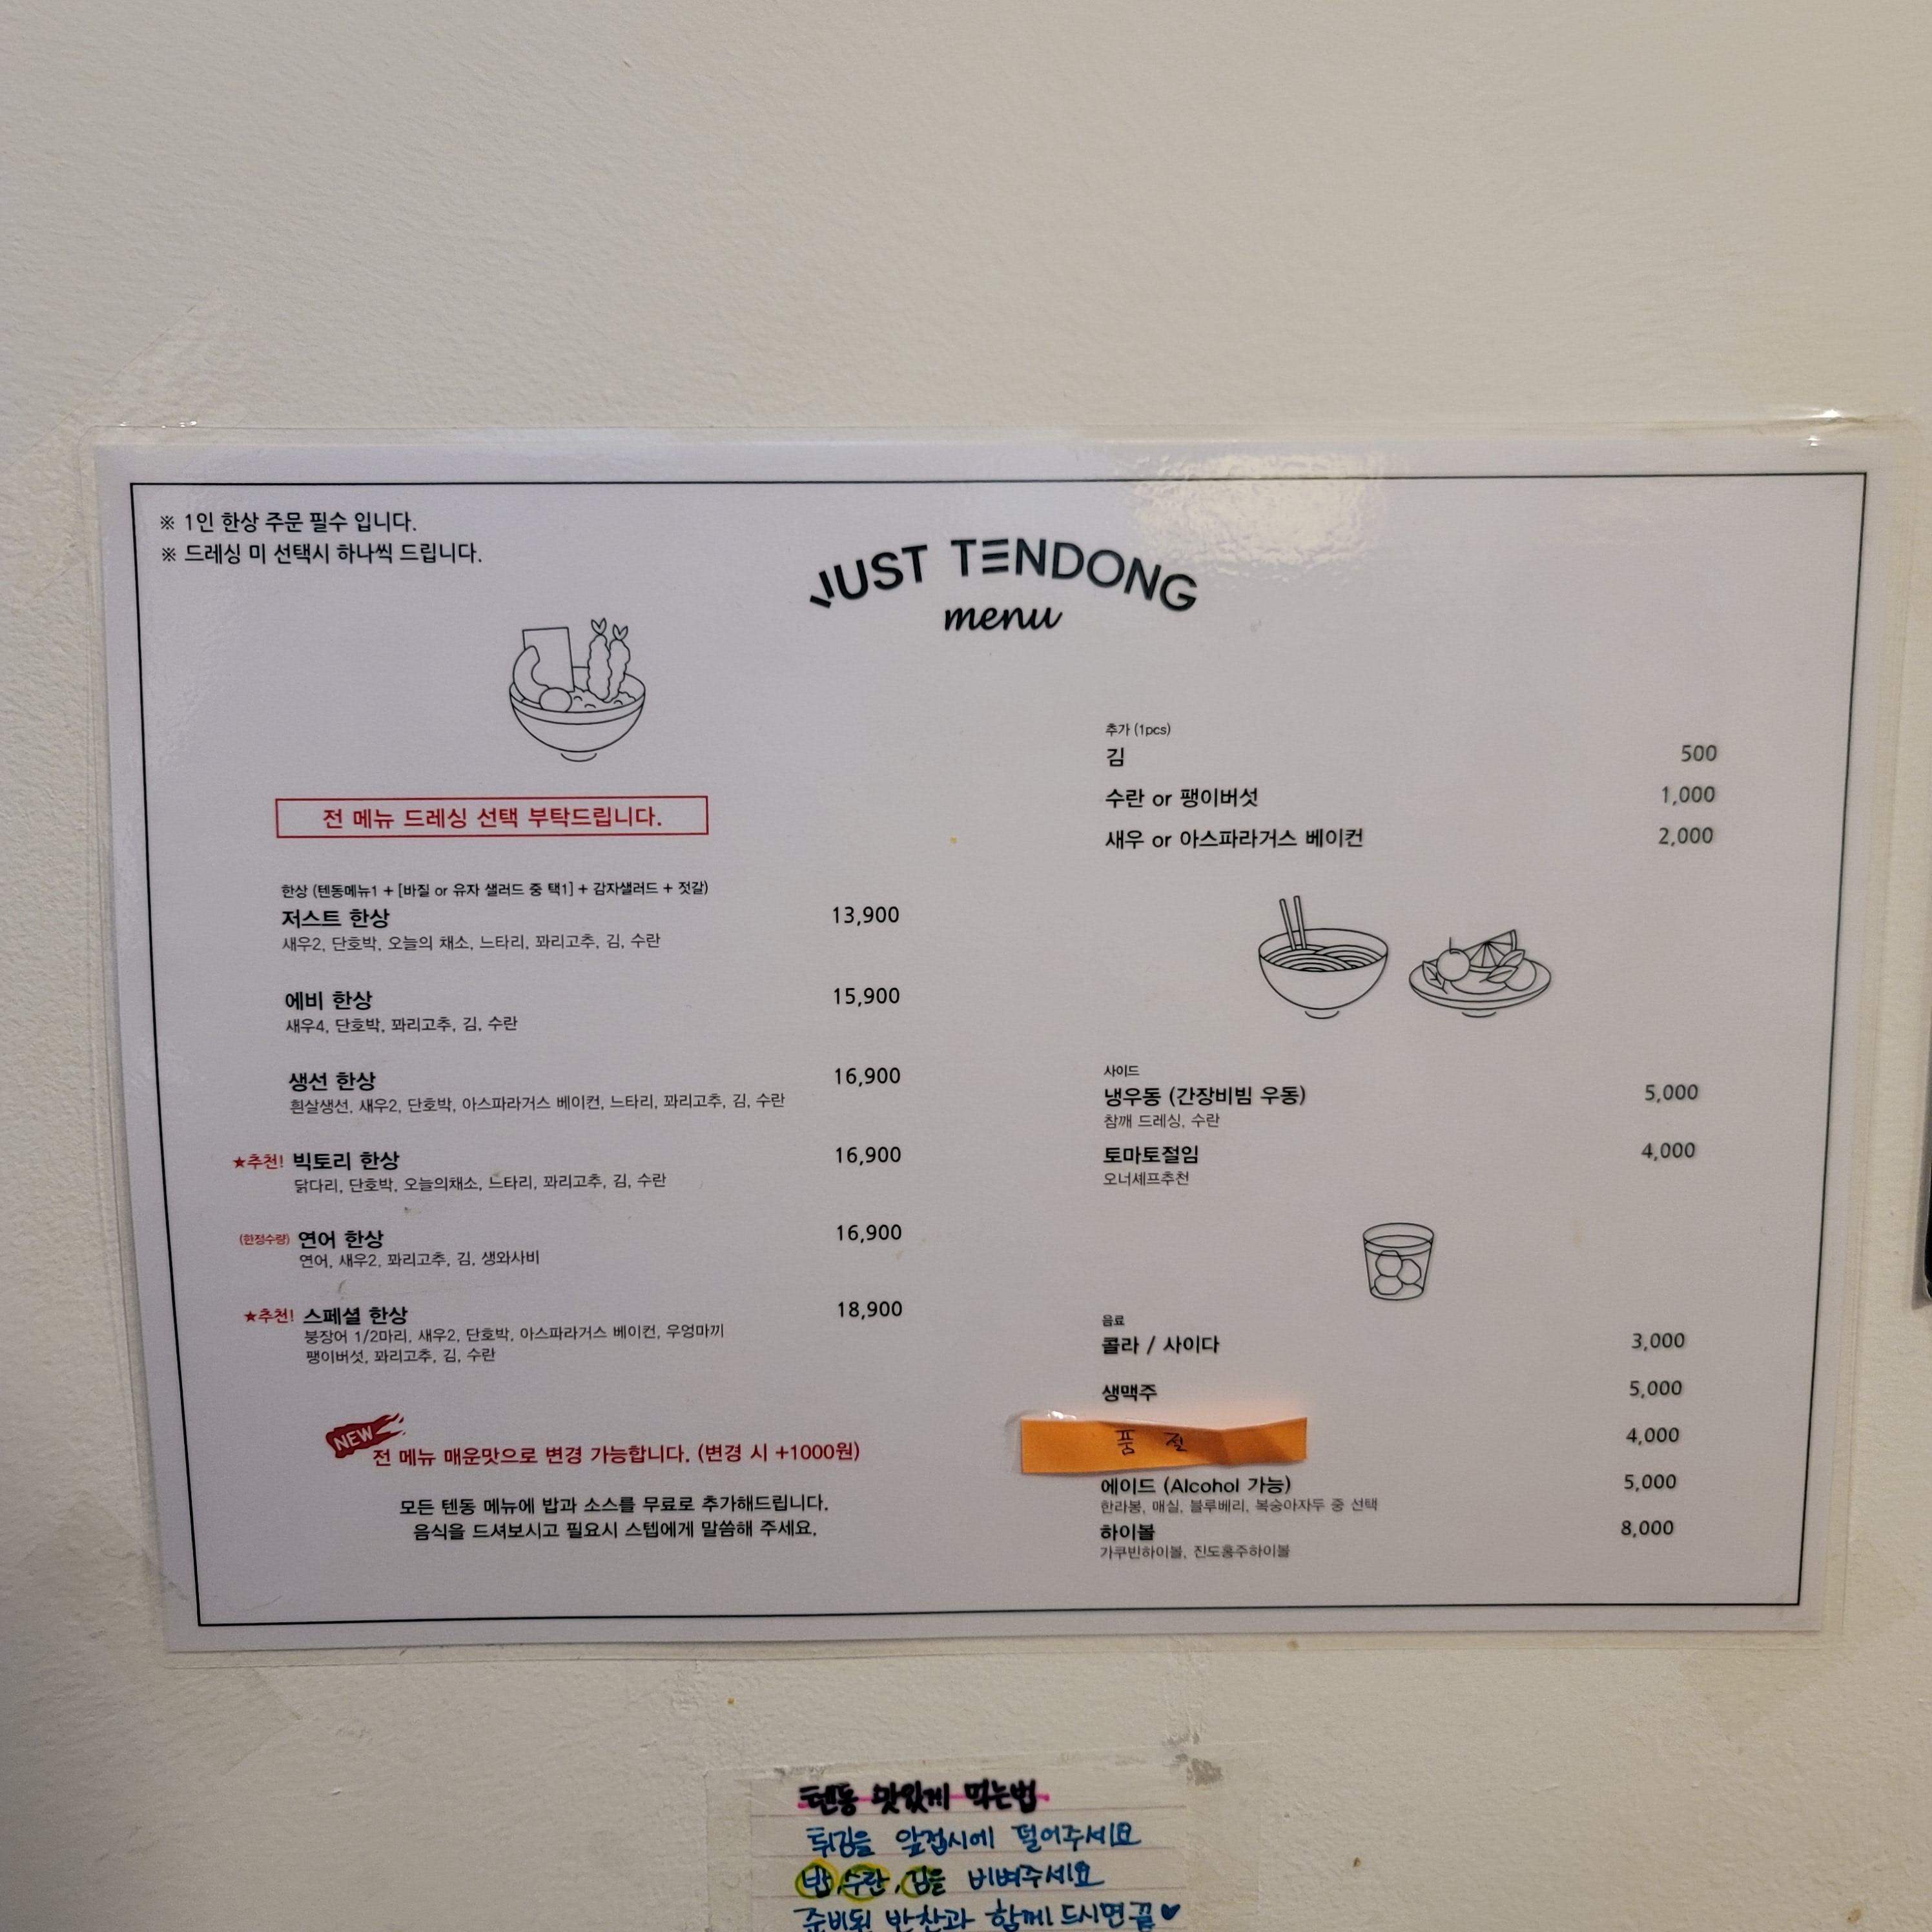 ※ 1인 한상 주문 필수 입니다.
※ 드레싱 미 선택시 하나씩 드립니다.
JUST TENDONG
menu
전 메뉴 드레싱 선택 부탁드립니다.
한상 (텐동메뉴1 + [바질 or 유자 샐러드 중 택1] + 감자샐러드 + 젓갈)
저스트 한상 13,900
새우2, 단호박, 오늘의 채소, 느타리, 꽈리고추, 김, 수란
에비 한상 15,900
새우4, 단호박, 꽈리고추, 김, 수란
생선 한상 16,900
흰살생선, 새우2, 단호박, 아스파라거스 베이컨, 느타리, 꽈리고추, 김, 수란
★추천! 빅토리 한상 16,900
닭다리, 단호박, 오늘의채소, 느타리, 꽈리고추, 김, 수란
(한정수량) 연어 한상 16,900
연어, 새우2, 꽈리고추, 김, 생와사비
★추천! 스페셜 한상 18,900
붕장어 1/2마리, 새우2, 단호박, 아스파라거스 베이컨, 우엉마끼
팽이버섯, 꽈리고추, 김, 수란
NEW
전 메뉴 매운맛으로 변경 가능합니다. (변경 시 +1000원)
모든 텐동 메뉴에 밥과 소스를 무료로 추가해드립니다.
음식을 드셔보시고 필요시 스텝에게 말씀해 주세요.
추가 (1pcs)
김 500
수란 or 팽이버섯 1,000
새우 or 아스파라거스 베이컨 2,000
사이드
냉우동 (간장비빔 우동) 5,000
참깨 드레싱, 수란
토마토절임 4,000
오너셰프추천
음료
콜라 / 사이다 3,000
생맥주 5,000
품절 4,000
에이드 (Alcohol 가능) 5,000
한라봉, 매실, 블루베리, 복숭아자두 중 선택
하이볼 8,000
가쿠빈하이볼, 진도홍주하이볼
텐동 맛있게 먹는법
튀김을 앞접시에 덜어주세요
밥, 수란, 김을 비벼주세요
준비된 반찬과 함께 드시면 끝♥